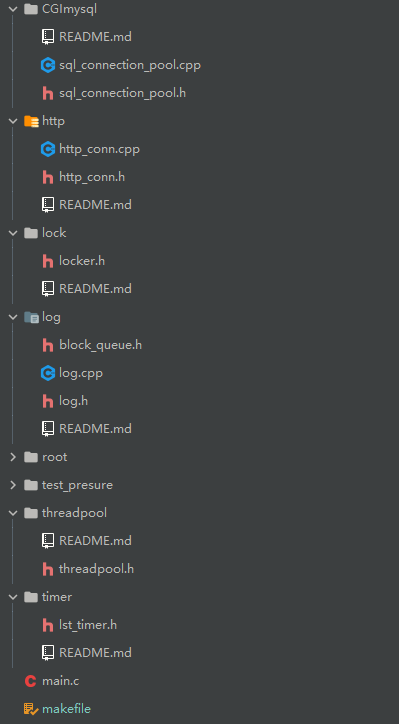 CGImysql
README.md
sql_connection_pool.cpp
sql_connection_pool.h
http
http_conn.cpp
http_conn.h
README.md
lock
locker.h
README.md
log
block_queue.h
log.cpp
log.h
README.md
root
test_presure
threadpool
README.md
threadpool.h
timer
lst_timer.h
README.md
main.c
makefile